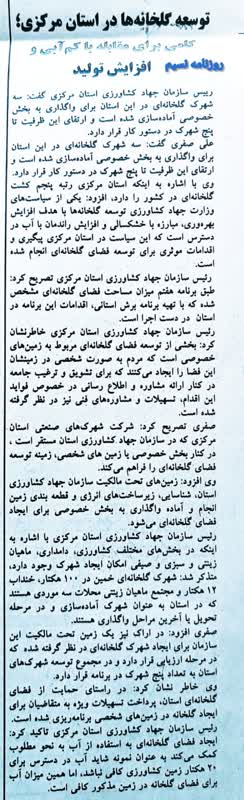 توسعه گلخانه‌ها در استان مرکزی؛
گامی برای مقابله با کم‌آبی و
افزایش تولید
روزنامه نسیم
رییس سازمان جهاد کشاورزی استان مرکزی گفت: سه
شهرک گلخانه‌ای در این استان برای واگذاری به بخش
خصوصی آماده‌سازی شده است و ارتقای این ظرفیت تا
پنج شهرک در دستور کار قرار دارد.
علی صفری گفت: سه شهرک گلخانه‌ای در این استان
برای واگذاری به بخش خصوصی آماده‌سازی شده است و
ارتقای این ظرفیت تا پنج شهرک در دستور کار قرار دارد.
وی با اشاره به اینکه استان مرکزی رتبه پنجم کشت
گلخانه‌ای در کشور را دارد، افزود: یکی از سیاست‌های
وزارت جهاد کشاورزی توسعه گلخانه‌ها با هدف افزایش
بهره‌وری، مبارزه با خشکسالی و افزایش راندمان با آب در
دسترس است که این سیاست در استان مرکزی پیگیری و
اقدامات موثری برای توسعه فضای گلخانه‌ای انجام شده
است.
رئیس سازمان جهاد کشاورزی استان مرکزی تصریح کرد:
طبق برنامه هفتم میزان مساحت فضای گلخانه‌ای مشخص
شد که با تهیه برنامه برش استانی، اقدامات این برنامه در
استان در دست اجرا است.
رئیس سازمان جهاد کشاورزی استان مرکزی خاطرنشان
کرد: بخشی از توسعه فضای گلخانه‌ای مربوط به زمین‌های
خصوصی است که مردم به صورت شخصی در زمینشان
این فضا را ایجاد می‌کنند که برای تشویق و ترغیب جامعه
در کنار ارائه مشاوره و اطلاع رسانی در خصوص فواید
این اقدام، تسهیلات و مشاوره‌های فنی نیز در نظر گرفته
شده است.
صفری تصریح کرد: شرکت شهرک‌های صنعتی استان
مرکزی که در سازمان جهاد کشاورزی استان مستقر است ،
در کنار بخش خصوصی یا زمین های شخصی، زمینه توسعه
فضای گلخانه‌ای را فراهم می‌کند.
وی افزود: زمین‌های تحت مالکیت سازمان جهاد کشاورزی
استان، شناسایی، زیرساخت‌های انرژی و قطعه بندی زمین
انجام و آماده واگذاری بخش خصوصی برای ایجاد
فضای گلخانه‌ای می‌شود.
رئیس سازمان جهاد کشاورزی استان مرکزی با اشاره به
اینکه در بخش‌های مختلف کشاورزی، دامداری، ماهیان
زینتی و سبزی و صیفی امکان ایجاد شهرک وجود دارد،
متذکر شد: شهرک گلخانه‌ای خمین در ۱۰۰ هکتار، خنداب
۱۲ هکتار و مجتمع ماهیان زینتی محلات سه موردی هستند
که در استان به عنوان شهرک آماده‌سازی و در مرحله
تحویل یا آخرین مراحل واگذاری هستند.
صفری افزود: در اراک نیز یک زمین تحت مالکیت این
سازمان برای ایجاد شهرک گلخانه‌ای در نظر گرفته شده که
در مرحله ارزیابی قرار دارد و در مجموع توسعه شهرک‌های
استان به تعداد پنج شهرک در برنامه قرار دارد.
وی خاطر نشان کرد: در راستای حمایت از فضای
گلخانه‌ای استان، پرداخت تسهیلات ویژه به متقاضیان برای
ایجاد گلخانه در زمین‌های شخصی برنامه‌ریزی شده است.
رئیس سازمان جهاد کشاورزی استان مرکزی تاکید کرد:
ایجاد فضای گلخانه‌ای به استفاده از آب به نحو مطلوب
کمک می‌کند به عنوان نمونه شاید آب در دسترس برای
۲۰ هکتار زمین کشاورزی کافی نباشد، اما همین میزان آب
برای فضای گلخانه در زمین مذکور کافی است.